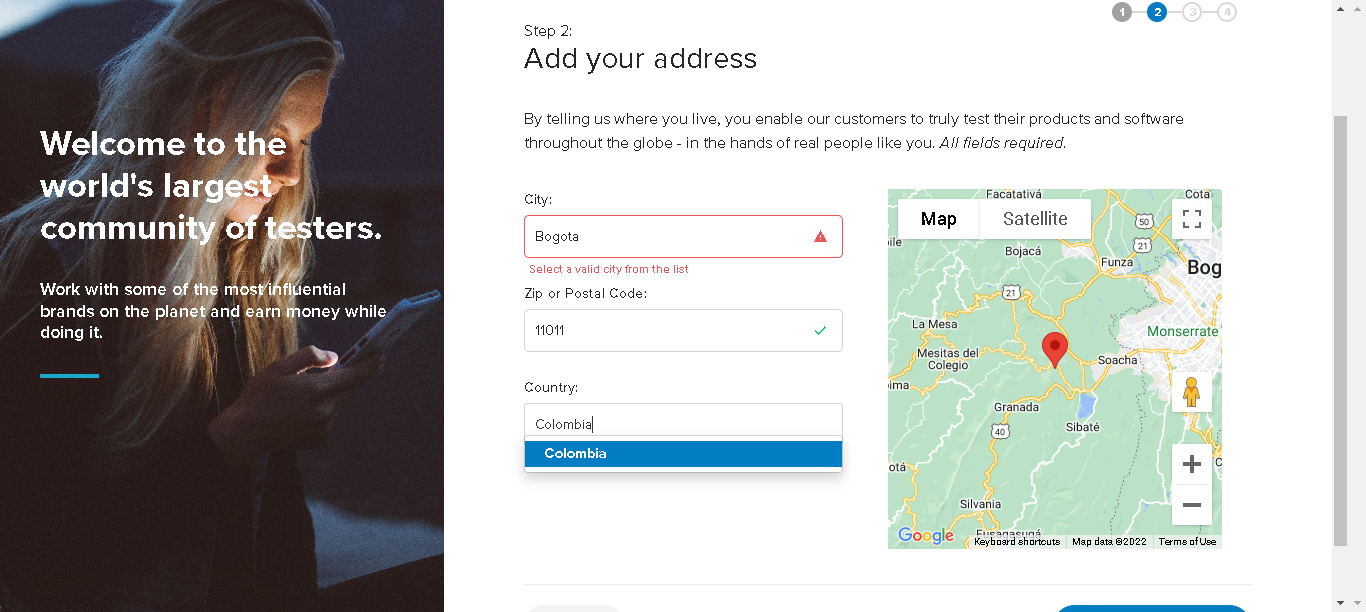 Welcome to the
world's largest
community of testers.
Work with some of the most influential
brands on the planet and earn money while
doing it.
1 2 3 4
Step 2:
Add your address
By telling us where you live, you enable our customers to truly test their products and software
throughout the globe - in the hands of real people like you. All fields required.
City:
Bogota
Select a valid city from the list
Zip or Postal Code:
11011
Country:
Colombia
Colombia
Map Satellite
Facatativá
Cota
50
21
Bojacá
Funza
Bog
21
La Mesa
Monserrate
Mesitas del
Colegio
Soacha
Granada
Sibaté
40
Silvania
Fusagasugá
Google
Keyboard shortcuts Map data ©2022 Terms of Use